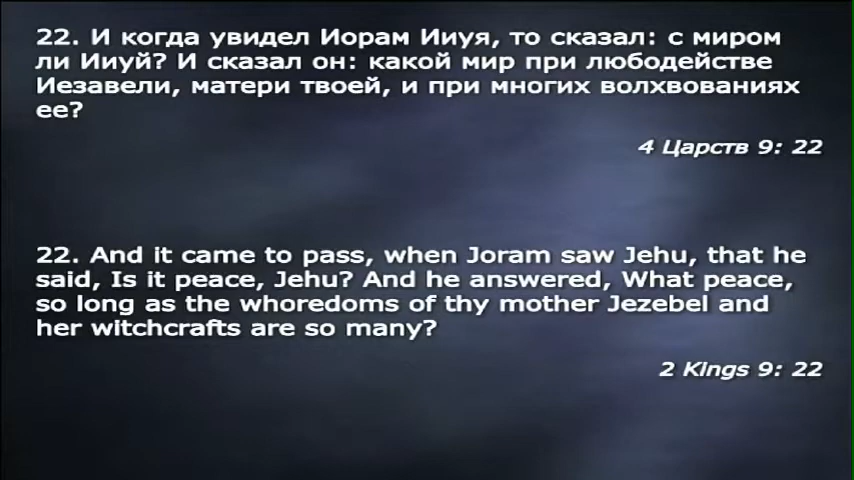 22. И когда увидел Иорам Ииуя, то сказал: с миром
ли Ииуй? И сказал он: какой мир при любодействе
Иезавели, матери твоей, и при многих волхвованиях
ее?
4 Царств 9: 22
22. And it came to pass, when Joram saw Jehu, that he
said, Is it peace, Jehu? And he answered, What peace,
so long as the whoredoms of thy mother Jezebel and
her witchcrafts are so many?
2 Kings 9: 22